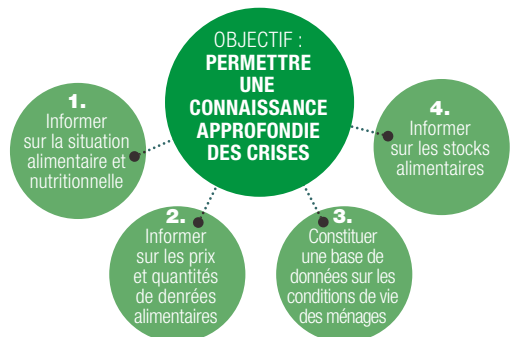 OBJECTIF :
PERMETTRE
UNE
CONNAISSANCE
APPROFONDIE
DES CRISES
1.
Informer
sur la situation
alimentaire et
nutritionnelle
2.
Informer
sur les prix
et quantités
de denrées
alimentaires
3.
Constituer
une base de
données sur les
conditions de vie
des ménages
4.
Informer
sur les stocks
alimentaires